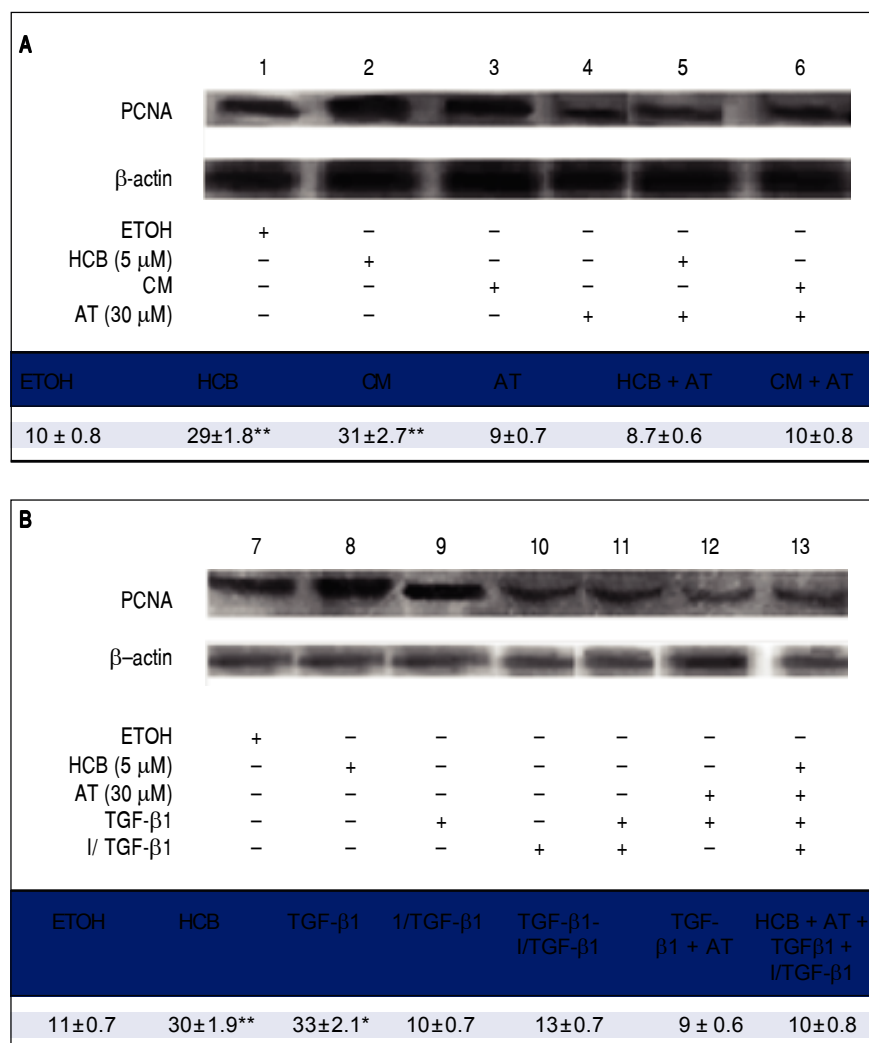 A
1 2 3 4 5 6
PCNA
β-actin
ETOH + – – – – –
HCB (5 μM) – + – – + –
CM – – + – – +
AT (30 μM) – – – + + +
ETOH HCB CM AT HCB + AT CM + AT
10 ± 0.8 29±1.8** 31±2.7** 9±0.7 8.7±0.6 10±0.8
B
7 8 9 10 11 12 13
PCNA
β–actin
ETOH + – – – – – –
HCB (5 μM) – + – – – – +
AT (30 μM) – – – – – + +
TGF-β1 – – + – + + +
I/ TGF-β1 – – – + + – +
ETOH HCB TGF-β1 1/TGF-β1 TGF-β1- TGF- HCB + AT +
I/TGF-β1 β1 + AT TGFβ1 +
I/TGF-β1
11±0.7 30±1.9** 33±2.1* 10±0.7 13±0.7 9 ± 0.6 10±0.8